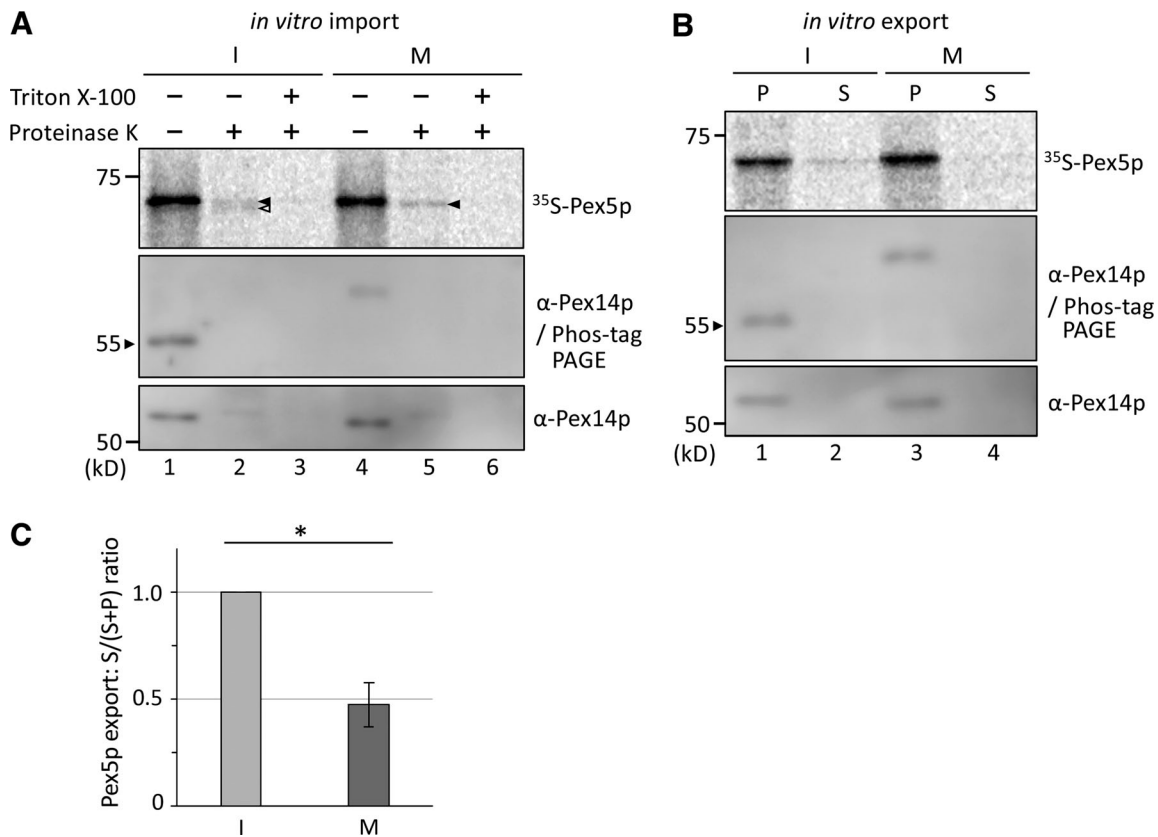 A
in vitro import
I M
Triton X-100 − − + − − +
Proteinase K − + + − + +
75
³⁵S-Pex5p
α-Pex14p
/ Phos-tag
PAGE
55
α-Pex14p
50
(kD) 1 2 3 4 5 6
B
in vitro export
I M
P S P S
75
³⁵S-Pex5p
α-Pex14p
/ Phos-tag
PAGE
55
α-Pex14p
50
(kD) 1 2 3 4
C
*
Pex5p export: S/(S+P) ratio
1.0
0.5
0
I M